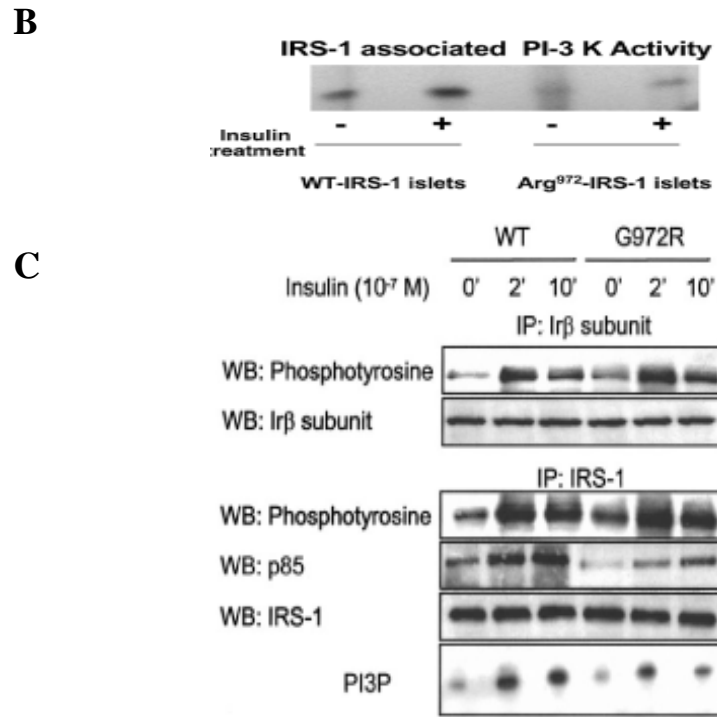 B
IRS-1 associated PI-3 K Activity
- + - +
Insulin
treatment
WT-IRS-1 islets Arg972-IRS-1 islets
C
WT G972R
Insulin (10-7 M) 0' 2' 10' 0' 2' 10'
IP: Irβ subunit
WB: Phosphotyrosine
WB: Irβ subunit
IP: IRS-1
WB: Phosphotyrosine
WB: p85
WB: IRS-1
PI3P